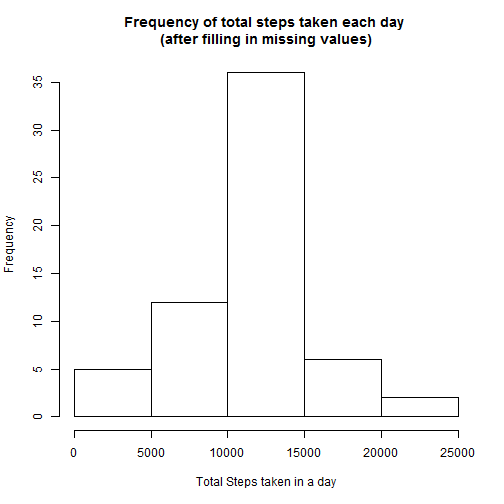 Frequency of total steps taken each day
(after filling in missing values)
Frequency
35
30
25
20
15
10
5
0
0 5000 10000 15000 20000 25000
Total Steps taken in a day